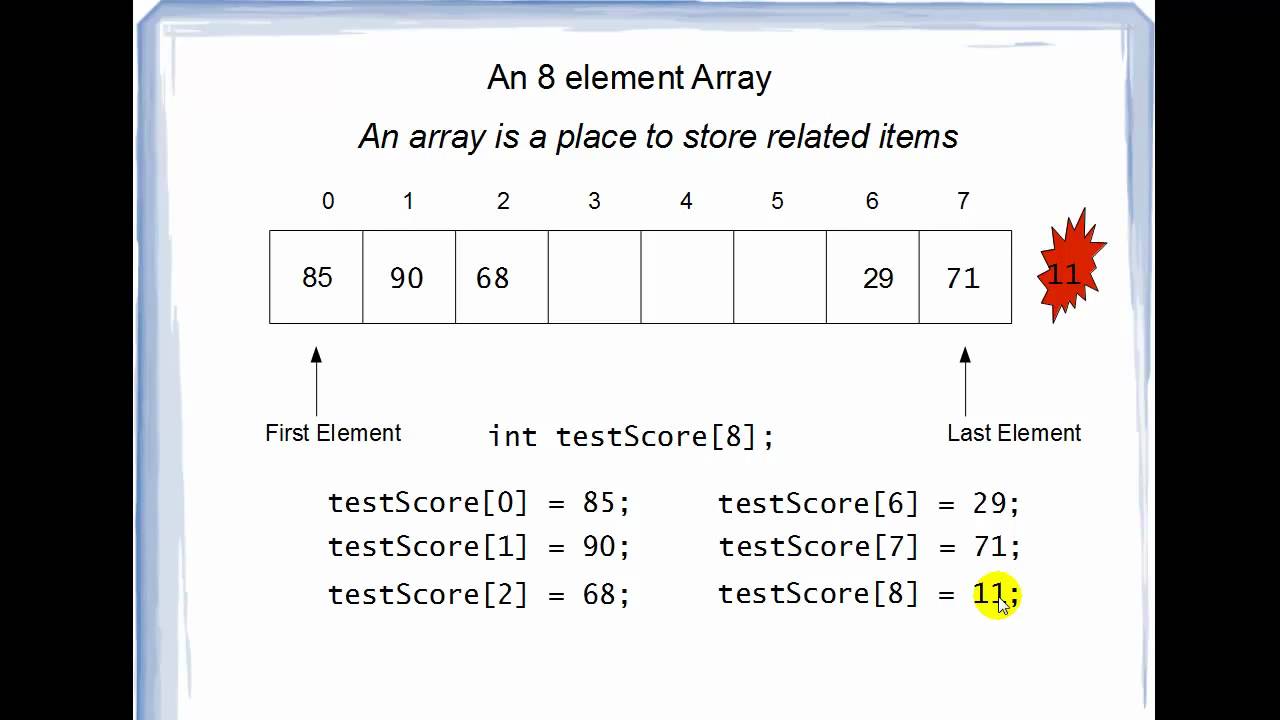 An 8 element Array
An array is a place to store related items
0 1 2 3 4 5 6 7
85 90 68 29 71 11
First Element
int testScore[8];
Last Element
testScore[0] = 85;
testScore[1] = 90;
testScore[2] = 68;
testScore[6] = 29;
testScore[7] = 71;
testScore[8] = 11;